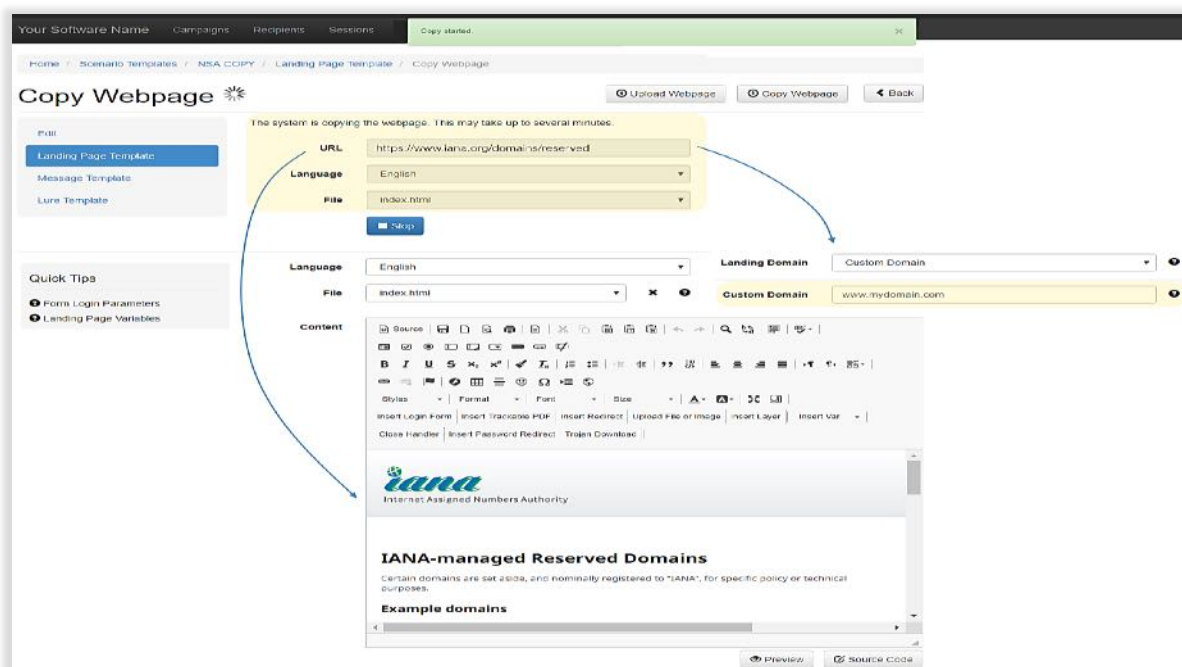 Your Software Name Campaigns Recipients Sessions Copy started. ×
Home / Scenario Templates / NSA COPY / Landing Page Template / Copy Webpage
Copy Webpage Upload Webpage Copy Webpage Back
The system is copying the webpage. This may take up to several minutes.
Edit
Landing Page Template
Message Template
Lure Template
URL https://www.iana.org/domains/reserved
Language English
File index.html
Stop
Quick Tips
Form Login Parameters
Landing Page Variables
Language English
File index.html
Landing Domain Custom Domain
Custom Domain www.mydomain.com
Content
Source
B I U S
Styles Format Font Size
Insert Login Form Insert Trackable PDF Insert Redirect Upload File or Image Insert Layer Insert Var
Close Handler Insert Password Redirect Trojan Download
iana
Internet Assigned Numbers Authority
IANA-managed Reserved Domains
Certain domains are set aside, and nominally registered to "IANA", for specific policy or technical
purposes.
Example domains
Preview Source Code